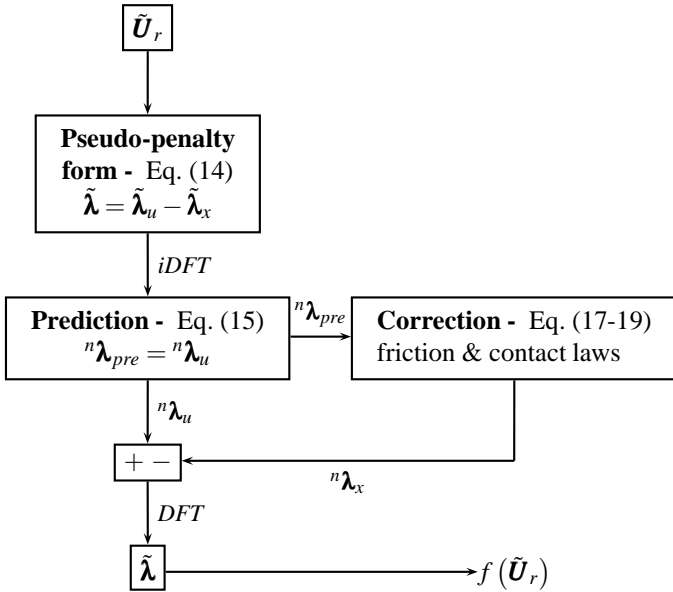 Ũ_r
Pseudo-penalty
form - Eq. (14)
λ̃ = λ̃_u − λ̃_x
iDFT
Prediction - Eq. (15)
ⁿλ_pre = ⁿλ_u
ⁿλ_pre
Correction - Eq. (17-19)
friction & contact laws
ⁿλ_u
+ −
ⁿλ_x
DFT
λ̃
f (Ũ_r)